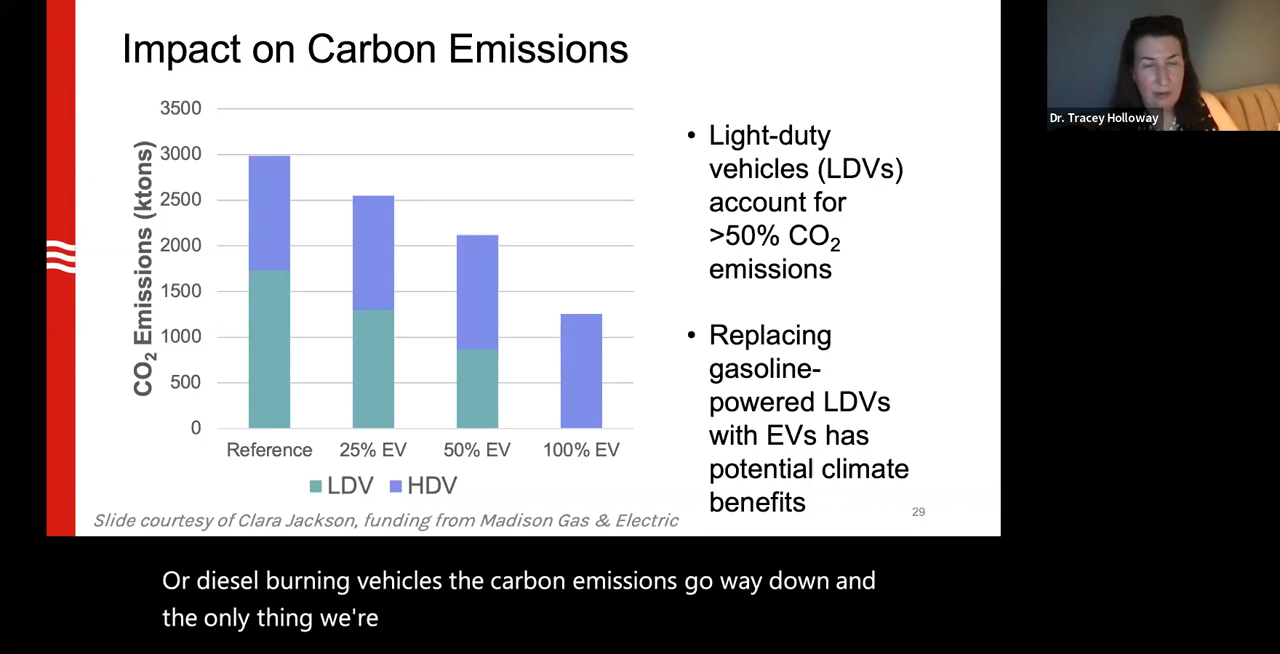 Impact on Carbon Emissions
CO2 Emissions (ktons)
3500
3000
2500
2000
1500
1000
500
0
Reference
25% EV
50% EV
100% EV
LDV
HDV
• Light-duty
vehicles (LDVs)
account for
>50% CO2
emissions
• Replacing
gasoline-
powered LDVs
with EVs has
potential climate
benefits
Slide courtesy of Clara Jackson, funding from Madison Gas & Electric
29
Dr. Tracey Holloway
Or diesel burning vehicles the carbon emissions go way down and
the only thing we're